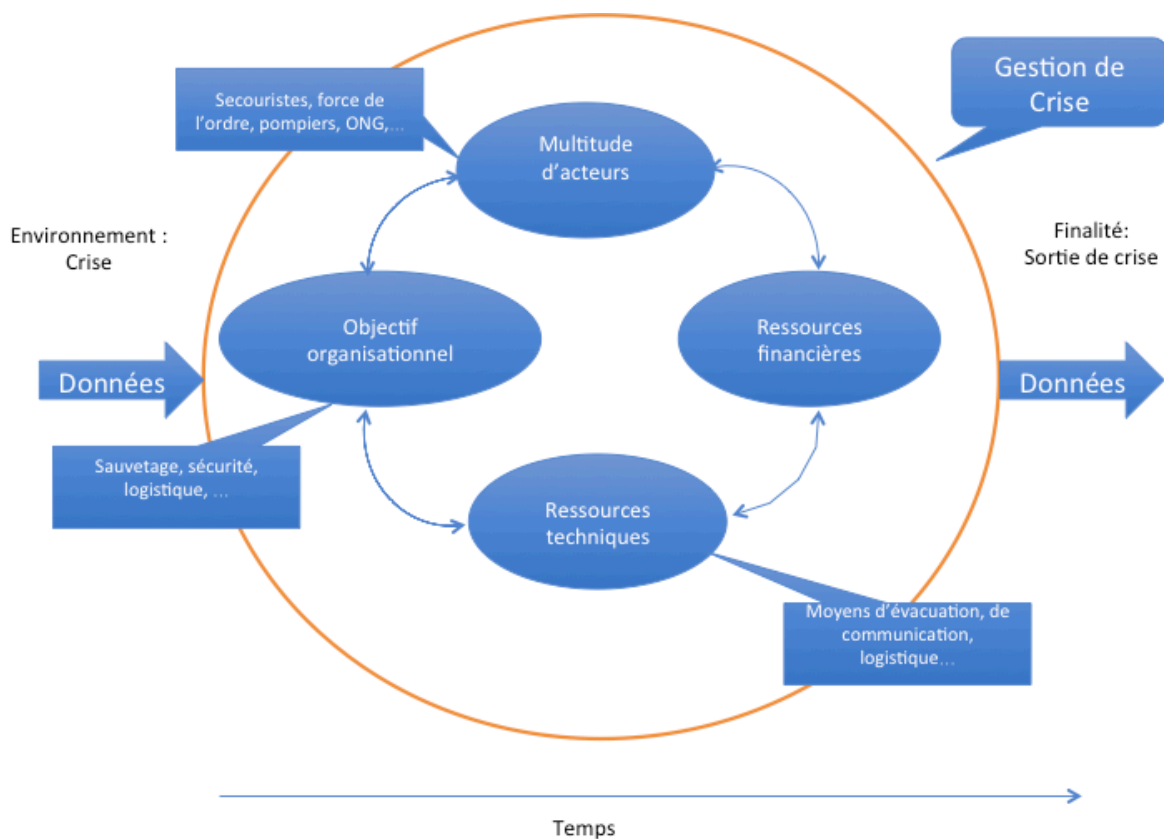 Gestion de
Crise
Secouristes, force de
l'ordre, pompiers, ONG,...
Multitude
d'acteurs
Environnement :
Crise
Finalité:
Sortie de crise
Objectif
organisationnel
Ressources
financières
Données
Données
Sauvetage, sécurité,
logistique, ...
Ressources
techniques
Moyens d'évacuation, de
communication,
logistique...
Temps